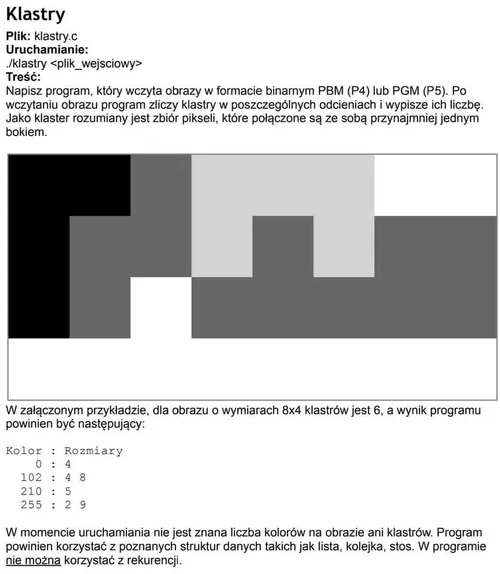 Klastry
Plik: klastry.c
Uruchamianie:
./klastry <plik_wejsciowy>
Treść:
Napisz program, który wczyta obrazy w formacie binarnym PBM (P4) lub PGM (P5). Po
wczytaniu obrazu program zliczy klastry w poszczególnych odcieniach i wypisze ich liczbę.
Jako klaster rozumiany jest zbiór pikseli, które połączone są ze sobą przynajmniej jednym
bokiem.
W załączonym przykładzie, dla obrazu o wymiarach 8x4 klastrów jest 6, a wynik programu
powinien być następujący:
Kolor : Rozmiary
0 : 4
102 : 4 8
210 : 5
255 : 2 9
W momencie uruchamiania nie jest znana liczba kolorów na obrazie ani klastrów. Program
powinien korzystać z poznanych struktur danych takich jak lista, kolejka, stos. W programie
nie można korzystać z rekurencji.